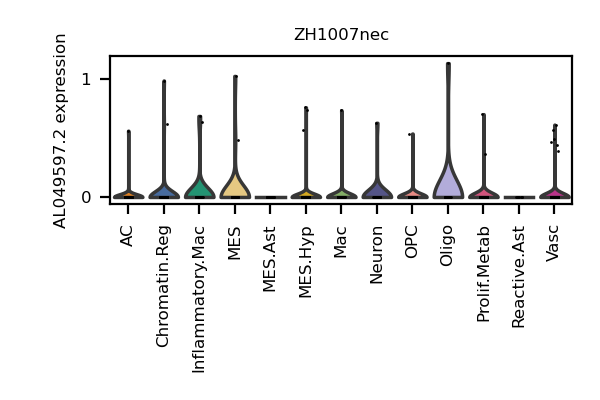 ZH1007nec
AL049597.2 expression
1
0
AC
Chromatin.Reg
Inflammatory.Mac
MES
MES.Ast
MES.Hyp
Mac
Neuron
OPC
Oligo
Prolif.Metab
Reactive.Ast
Vasc